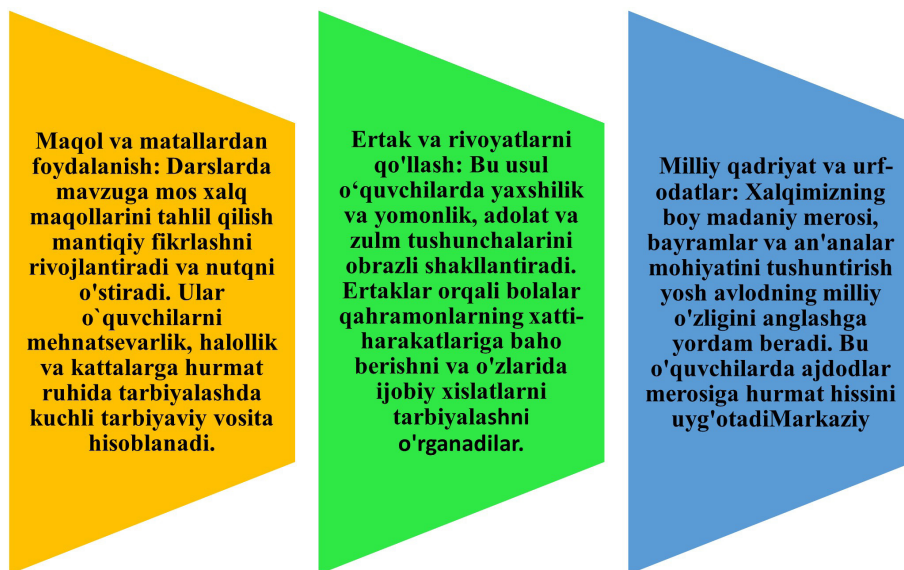 Maqol va matallardan
foydalanish: Darslarda
mavzuga mos xalq
maqollarini tahlil qilish
mantiqiy fikrlashni
rivojlantiradi va nutqni
o'stiradi. Ular
o`quvchilarni
mehnatsevarlik, halollik
va kattalarga hurmat
ruhida tarbiyalashda
kuchli tarbiyaviy vosita
hisoblanadi.
Ertak va rivoyatlarni
qo'llash: Bu usul
o‘quvchilarda yaxshilik
va yomonlik, adolat va
zulm tushunchalarini
obrazli shakllantiradi.
Ertaklar orqali bolalar
qahramonlarning xatti-
harakatlariga baho
berishni va o'zlarida
ijobiy xislatlarni
tarbiyalashni
o'rganadilar.
Milliy qadriyat va urf-
odatlar: Xalqimizning
boy madaniy merosi,
bayramlar va an'analar
mohiyatini tushuntirish
yosh avlodning milliy
o'zligini anglashga
yordam beradi. Bu
o'quvchilarda ajdodlar
merosiga hurmat hissini
uyg'otadiMarkaziy